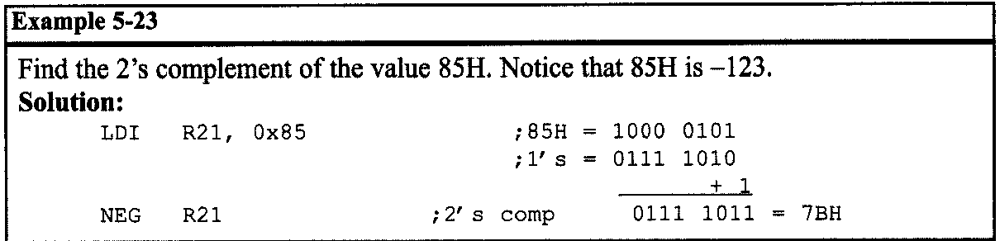 Example 5-23
Find the 2's complement of the value 85H. Notice that 85H is –123.
Solution:
LDI R21, 0x85 ;85H = 1000 0101
;1's = 0111 1010
+ 1
NEG R21 ;2's comp 0111 1011 = 7BH